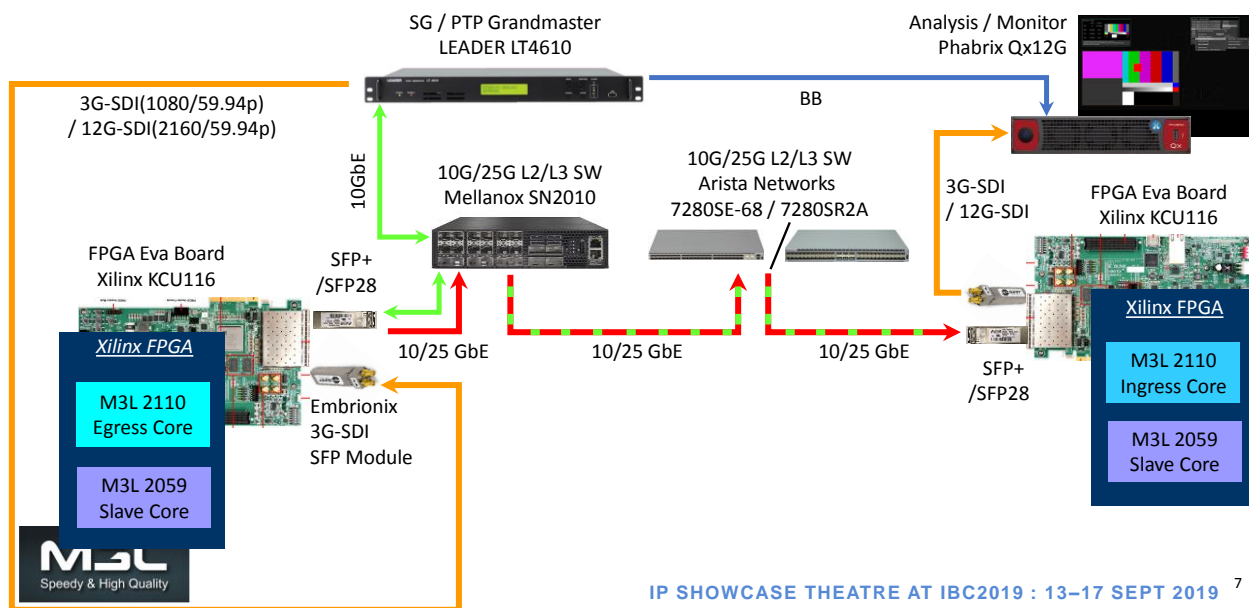 SG / PTP Grandmaster
LEADER LT4610
Analysis / Monitor
Phabrix Qx12G
3G-SDI(1080/59.94p)
/ 12G-SDI(2160/59.94p)
BB
10GbE
10G/25G L2/L3 SW
Mellanox SN2010
10G/25G L2/L3 SW
Arista Networks
7280SE-68 / 7280SR2A
3G-SDI
/ 12G-SDI
Qx
FPGA Eva Board
Xilinx KCU116
FPGA Eva Board
Xilinx KCU116
SFP+
/SFP28
10/25 GbE
10/25 GbE
10/25 GbE
SFP+
/SFP28
Xilinx FPGA
M3L 2110
Egress Core
M3L 2059
Slave Core
Embrionix
3G-SDI
SFP Module
Xilinx FPGA
M3L 2110
Ingress Core
M3L 2059
Slave Core
M3L
Speedy & High Quality
IP SHOWCASE THEATRE AT IBC2019 : 13–17 SEPT 2019
7